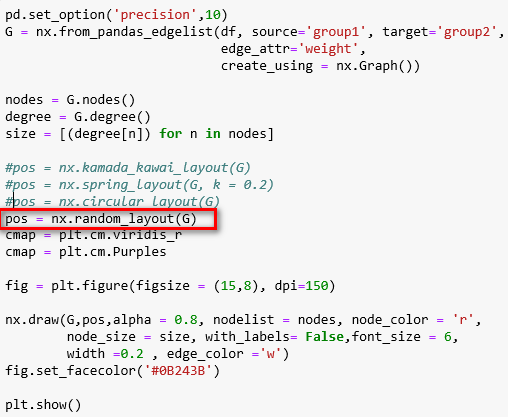 pd.set_option('precision',10)
G = nx.from_pandas_edgelist(df, source='group1', target='group2',
edge_attr='weight',
create_using = nx.Graph())
nodes = G.nodes()
degree = G.degree()
size = [(degree[n]) for n in nodes]
#pos = nx.kamada_kawai_layout(G)
#pos = nx.spring_layout(G, k = 0.2)
#pos = nx.circular_layout(G)
pos = nx.random_layout(G)
cmap = plt.cm.viridis_r
cmap = plt.cm.Purples
fig = plt.figure(figsize = (15,8), dpi=150)
nx.draw(G,pos,alpha = 0.8, nodelist = nodes, node_color = 'r',
node_size = size, with_labels= False,font_size = 6,
width =0.2 , edge_color ='w')
fig.set_facecolor('#0B243B')
plt.show()